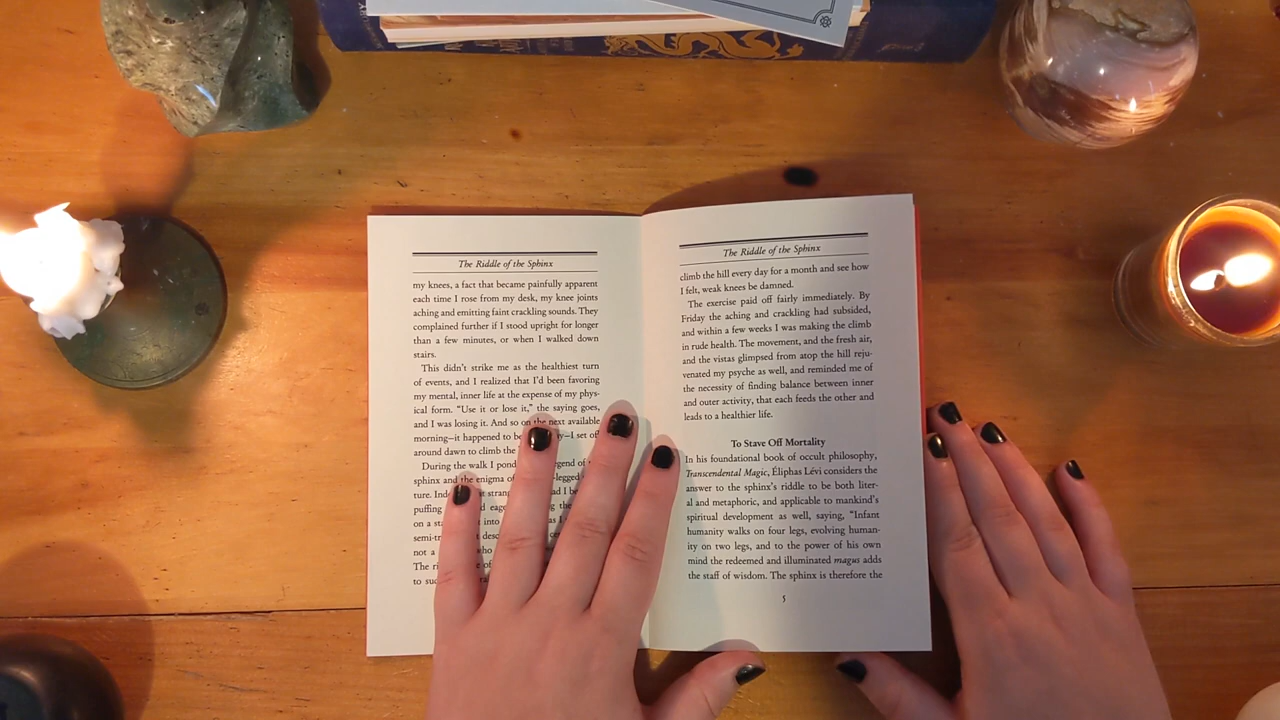 The Riddle of the Sphinx
my knees, a fact that became painfully apparent
each time I rose from my desk, my knee joints
aching and emitting faint crackling sounds. They
complained further if I stood upright for longer
than a few minutes, or when I walked down
stairs.
This didn't strike me as the healthiest turn
of events, and I realized that I'd been favoring
my mental, inner life at the expense of my phys-
ical form. "Use it or lose it," the saying goes,
and I was losing it. And so on the next available
morning—it happened to be —I set off
around dawn to climb the
During the walk I egend of
sphinx and the enigma of -legged
ture.
puffing
on a
semi-
not a who
The of
to
The Riddle of the Sphinx
climb the hill every day for a month and see how
I felt, weak knees be damned.
The exercise paid off fairly immediately. By
Friday the aching and crackling had subsided,
and within a few weeks I was making the climb
in rude health. The movement, and the fresh air,
and the vistas glimpsed from atop the hill reju-
venated my psyche as well, and reminded me of
the necessity of finding balance between inner
and outer activity, that each feeds the other and
leads to a healthier life.
To Stave Off Mortality
In his foundational book of occult philosophy,
Transcendental Magic, Éliphas Lévi considers the
answer to the sphinx's riddle to be both liter-
al and metaphoric, and applicable to mankind's
spiritual development as well, saying, "Infant
humanity walks on four legs, evolving human-
ity on two legs, and to the power of his own
mind the redeemed and illuminated magus adds
the staff of wisdom. The sphinx is therefore the
5